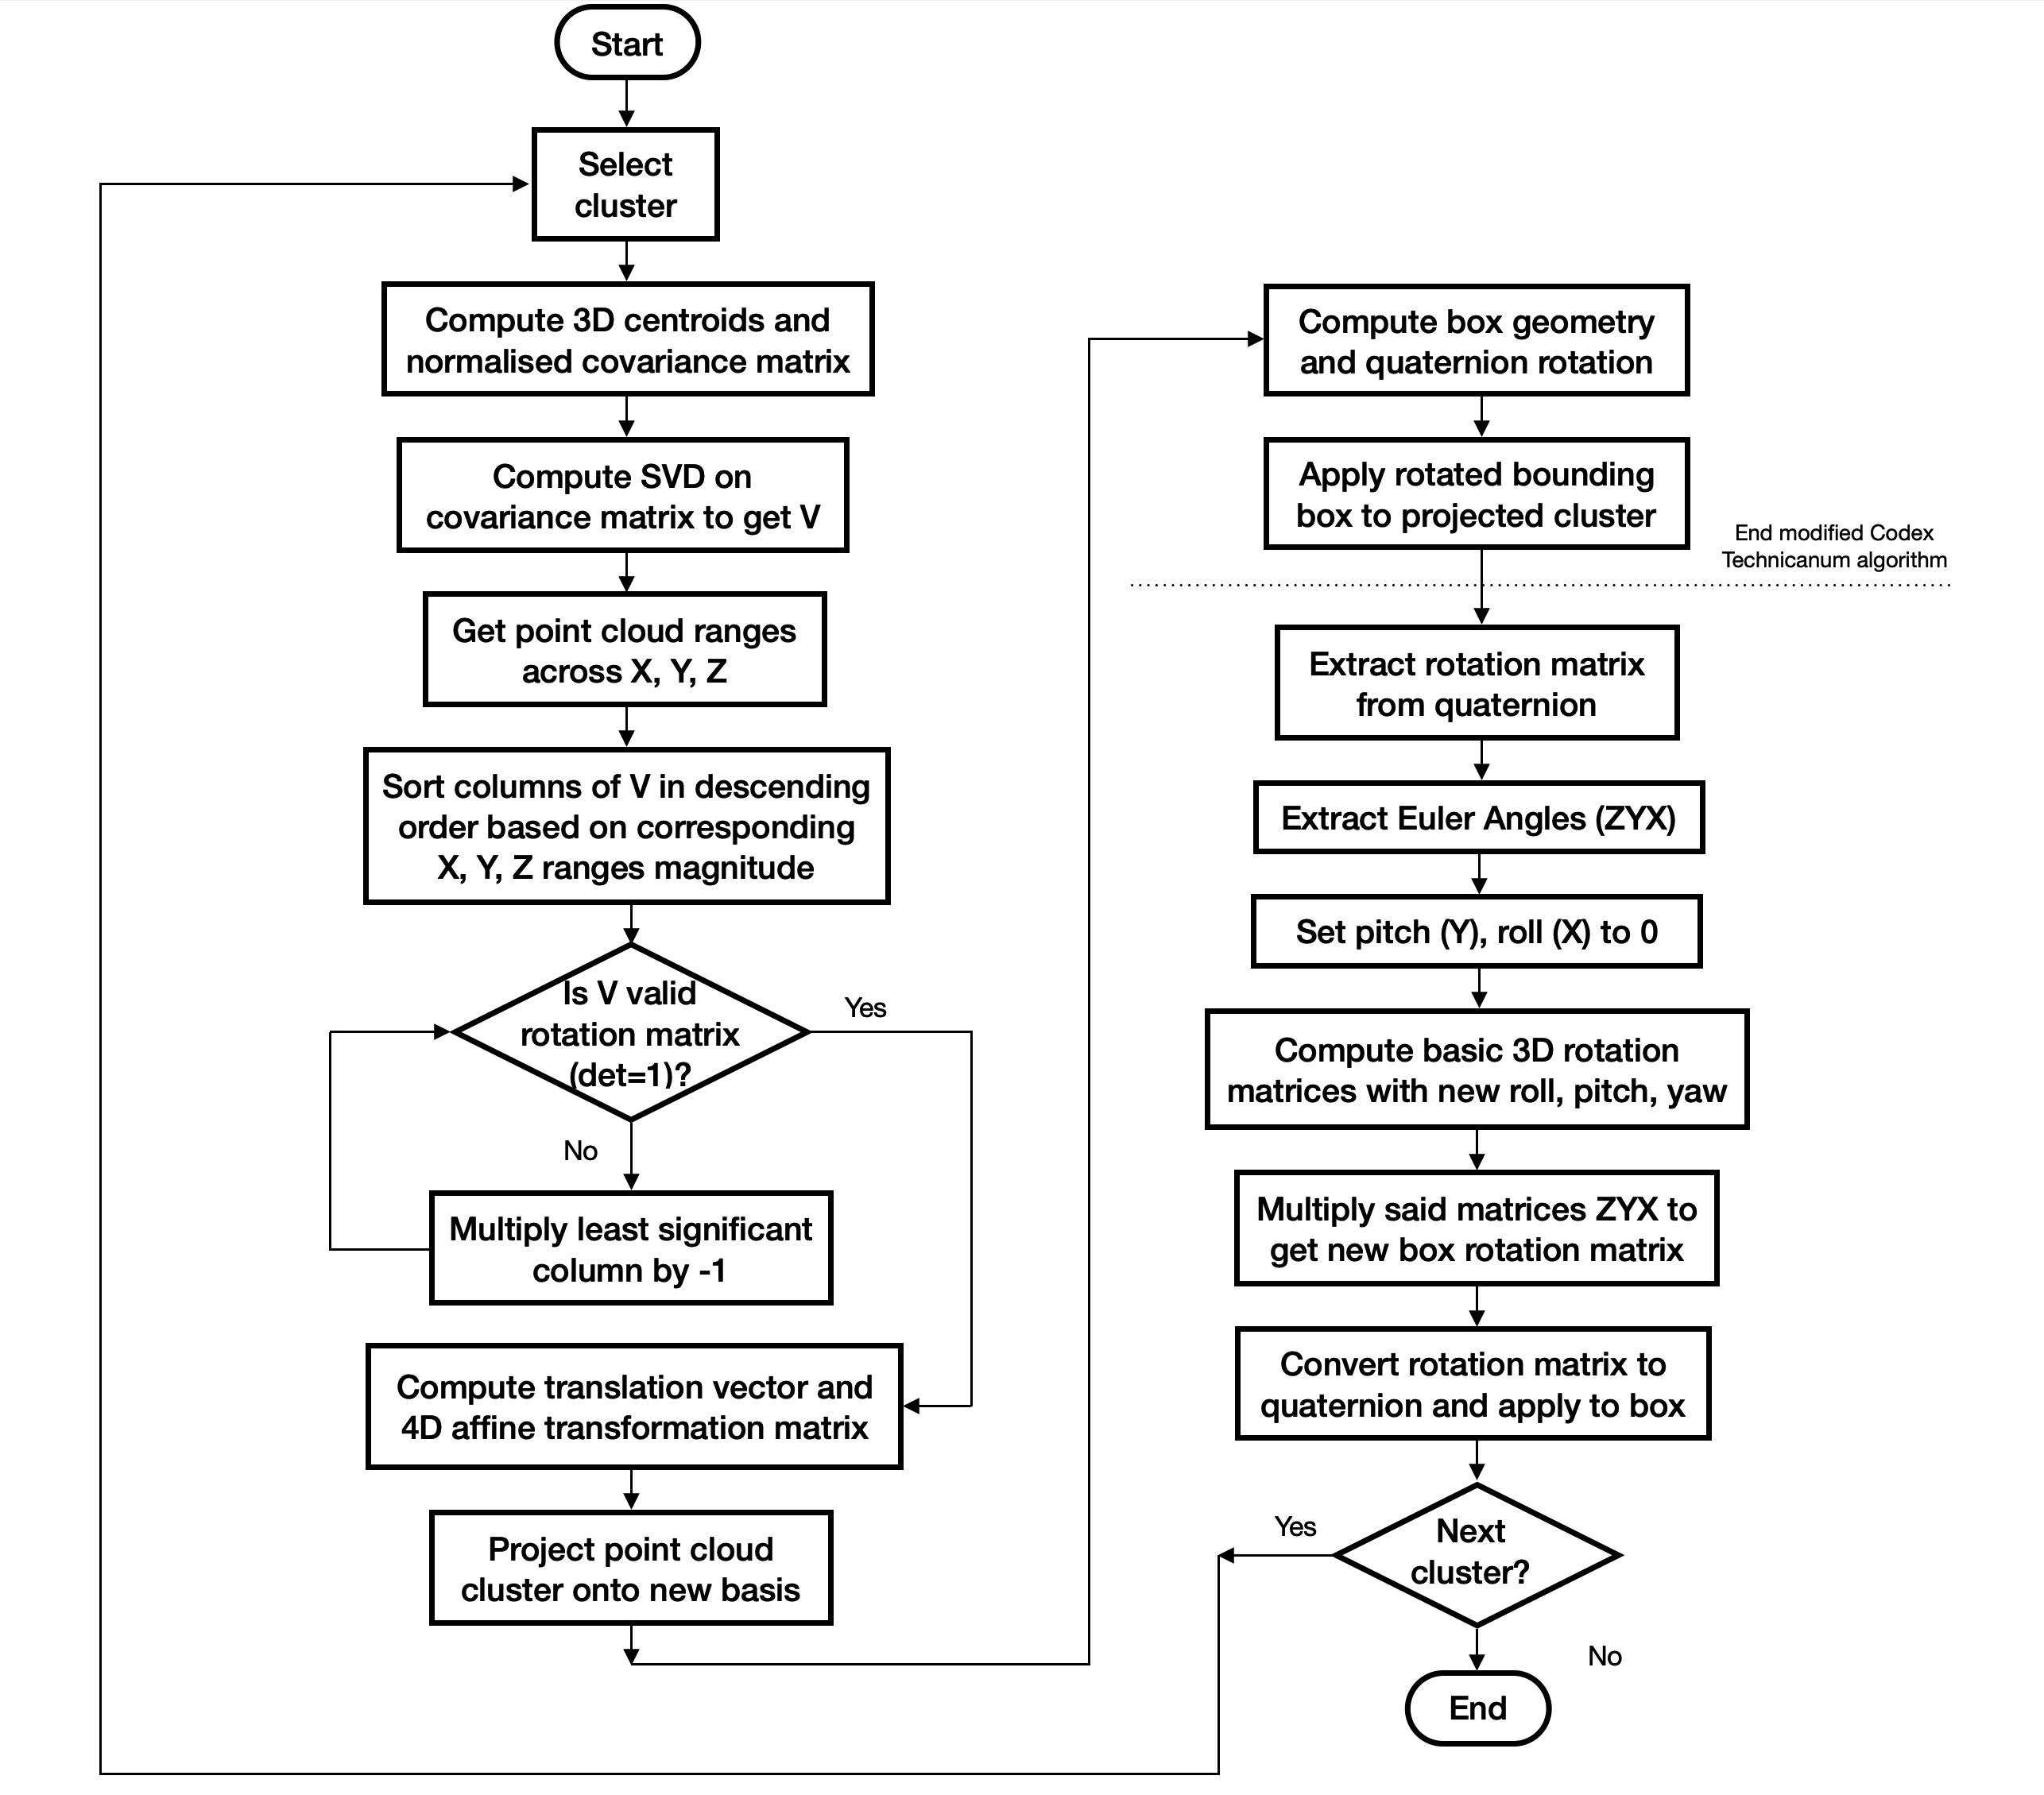 Start
Select
cluster
Compute 3D centroids and
normalised covariance matrix
Compute SVD on
covariance matrix to get V
Get point cloud ranges
across X, Y, Z
Sort columns of V in descending
order based on corresponding
X, Y, Z ranges magnitude
Is V valid
rotation matrix
(det=1)?
Yes
No
Multiply least significant
column by -1
Compute translation vector and
4D affine transformation matrix
Project point cloud
cluster onto new basis
Compute box geometry
and quaternion rotation
Apply rotated bounding
box to projected cluster
End modified Codex
Technicanum algorithm
Extract rotation matrix
from quaternion
Extract Euler Angles (ZYX)
Set pitch (Y), roll (X) to 0
Compute basic 3D rotation
matrices with new roll, pitch, yaw
Multiply said matrices ZYX to
get new box rotation matrix
Convert rotation matrix to
quaternion and apply to box
Next
cluster?
Yes
No
End